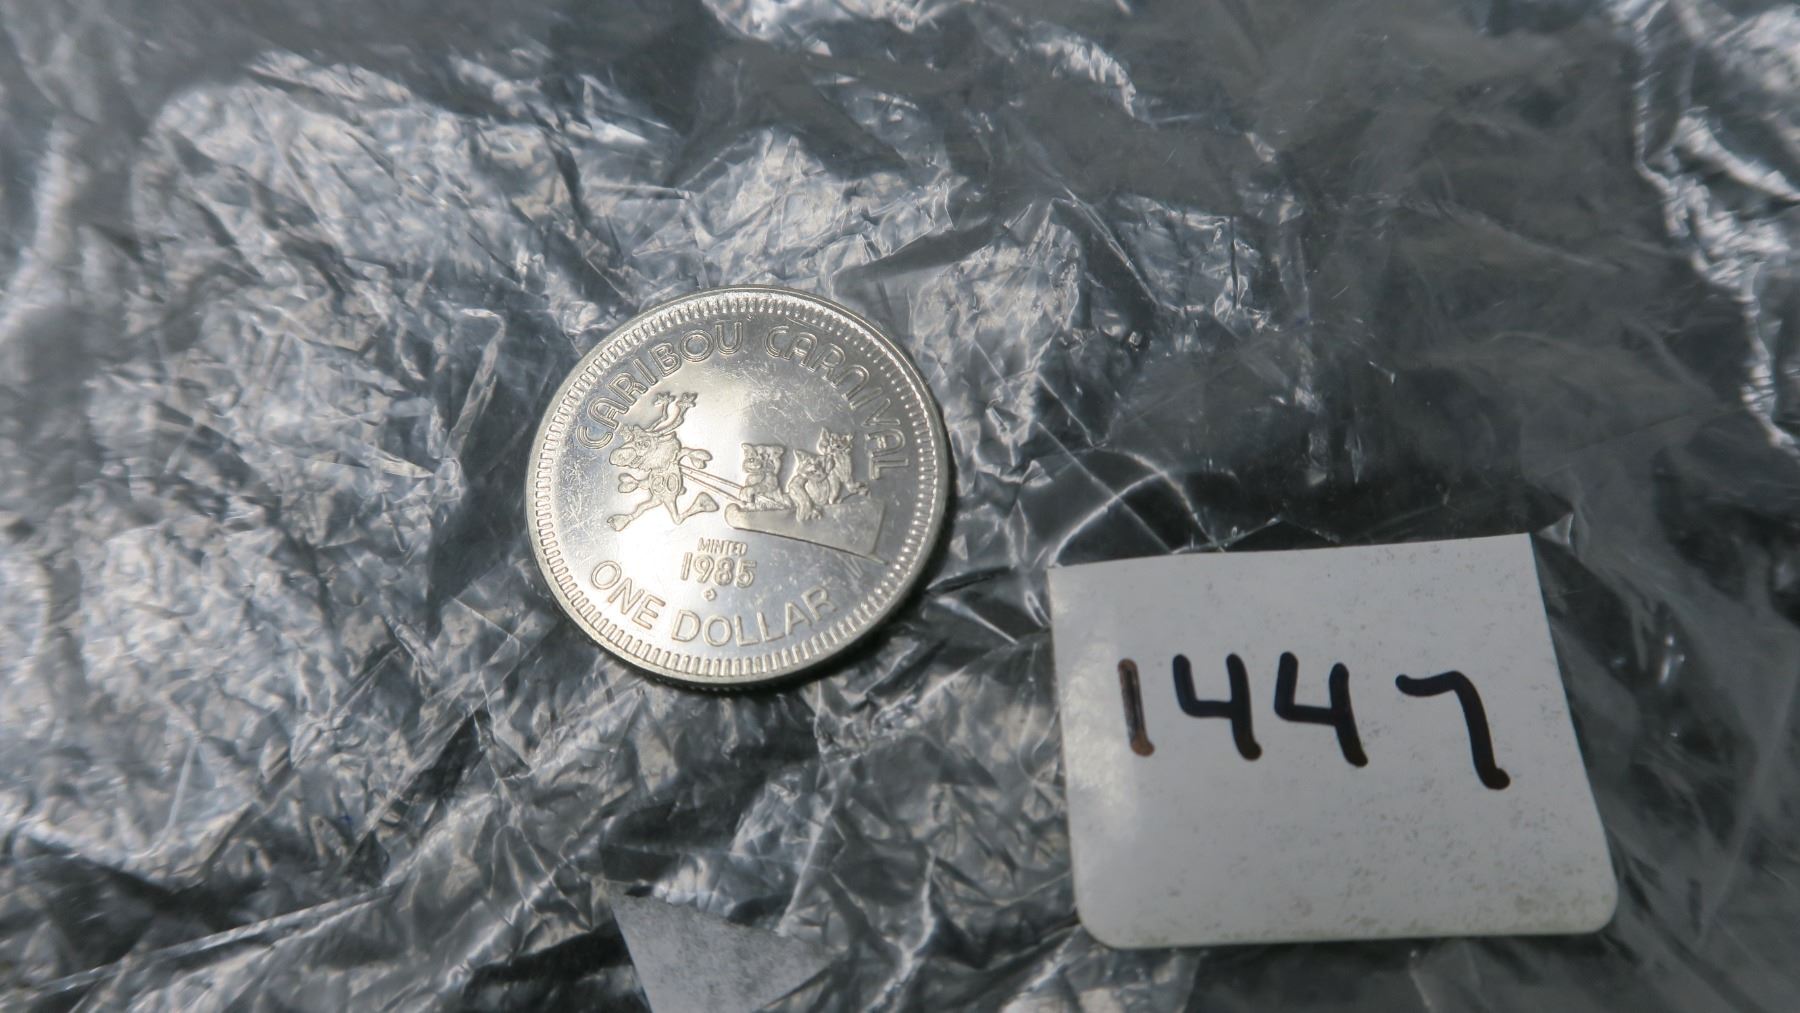 CARIBOU CARNIVAL
MINTED
1985
ONE DOLLAR
1447